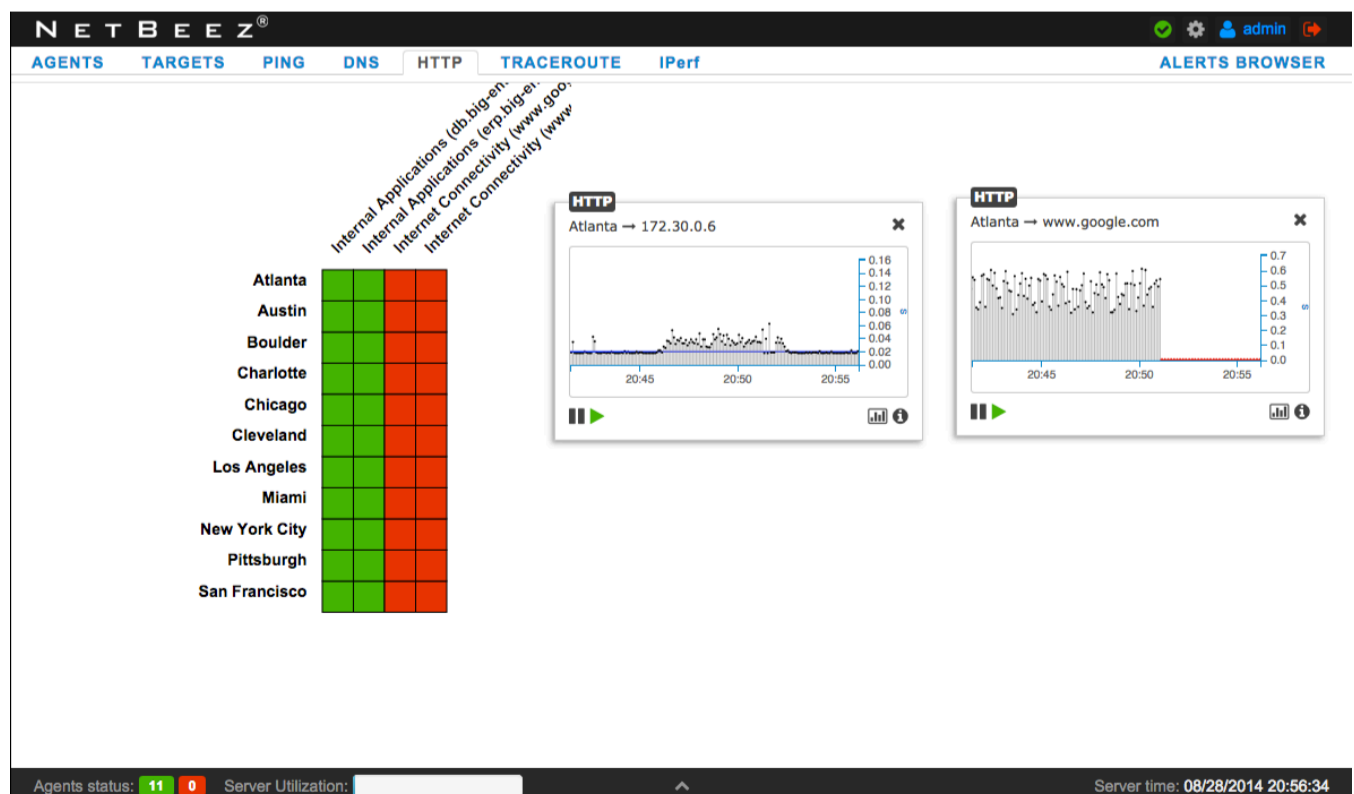 NETBEEZ®
admin
AGENTS TARGETS PING DNS HTTP TRACEROUTE IPerf ALERTS BROWSER
Internal Applications (db.big-en
Internal Applications (erp.big-e
Internet Connectivity (www.goo
Internet Connectivity (www
Atlanta
Austin
Boulder
Charlotte
Chicago
Cleveland
Los Angeles
Miami
New York City
Pittsburgh
San Francisco
HTTP
Atlanta → 172.30.0.6
0.16
0.14
0.12
0.10
0.08
0.06
0.04
0.02
0.00
s
20:45 20:50 20:55
HTTP
Atlanta → www.google.com
0.7
0.6
0.5
0.4
0.3
0.2
0.1
0.0
s
20:45 20:50 20:55
Agents status: 11 0 Server Utilization: Server time: 08/28/2014 20:56:34